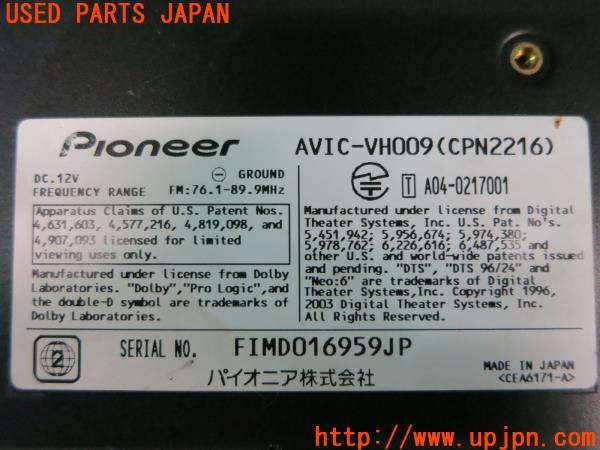 USED PARTS JAPAN
Pioneer
AVIC-VH009(CPN2216)
DC.12V
GROUND
FREQUENCY RANGE FM:76.1-89.9MHz
T A04-0217001
Apparatus Claims of U.S. Patent Nos.
4,631,603, 4,577,216, 4,819,098, and
4,907,093 licensed for limited
viewing uses only.
Manufactured under license from Dolby
Laboratories. "Dolby","Pro Logic",and
the double-D symbol are trademarks of
Dolby Laboratories.
Manufactured under license from Digital
Theater Systems, Inc. U.S. Pat. No's.
5,451,942; 5,956,674; 5,974,380;
5,978,762; 6,226,616; 6,487,535 and
other U.S. and world-wide patents issued
and pending. "DTS", "DTS 96/24" and
"Neo:6" are trademarks of Digital
Theater Systems,Inc. Copyright 1996,
2003 Digital Theater Systems, Inc.
2
SERIAL NO. FIMD016959JP
パイオニア株式会社
MADE IN JAPAN
<CEA6171-A>
http://www.upjpn.com/